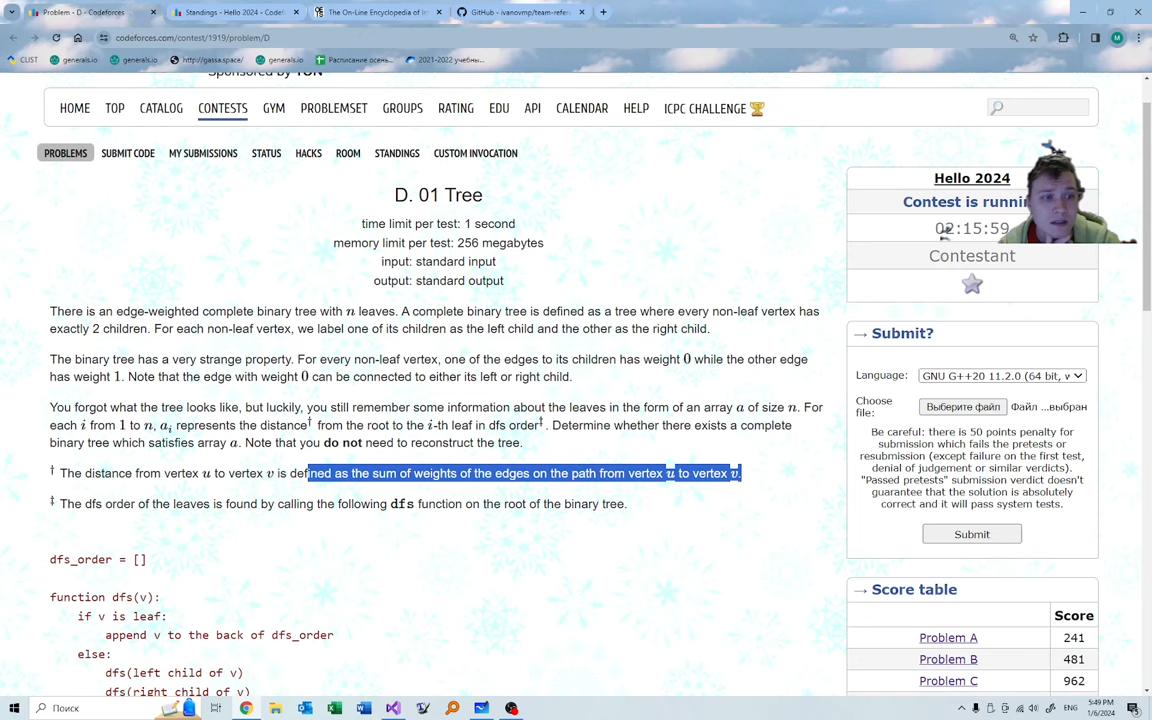 Problem - D - Codeforces
Standings - Hello 2024 - Codef
The On-Line Encyclopedia of In
GitHub - ivanovmp/team-refer
codeforces.com/contest/1919/problem/D
CLIST generals.io generals.io http://gassa.space/ generals.io Расписание осень... 2021-2022 учебны...
Sponsored by TON
HOME TOP CATALOG CONTESTS GYM PROBLEMSET GROUPS RATING EDU API CALENDAR HELP ICPC CHALLENGE
PROBLEMS SUBMIT CODE MY SUBMISSIONS STATUS HACKS ROOM STANDINGS CUSTOM INVOCATION
D. 01 Tree
time limit per test: 1 second
memory limit per test: 256 megabytes
input: standard input
output: standard output
There is an edge-weighted complete binary tree with n leaves. A complete binary tree is defined as a tree where every non-leaf vertex has
exactly 2 children. For each non-leaf vertex, we label one of its children as the left child and the other as the right child.
The binary tree has a very strange property. For every non-leaf vertex, one of the edges to its children has weight 0 while the other edge
has weight 1. Note that the edge with weight 0 can be connected to either its left or right child.
You forgot what the tree looks like, but luckily, you still remember some information about the leaves in the form of an array a of size n. For
each i from 1 to n, aᵢ represents the distance† from the root to the i-th leaf in dfs order‡. Determine whether there exists a complete
binary tree which satisfies array a. Note that you do not need to reconstruct the tree.
† The distance from vertex u to vertex v is defined as the sum of weights of the edges on the path from vertex u to vertex v.
‡ The dfs order of the leaves is found by calling the following dfs function on the root of the binary tree.
dfs_order = []
function dfs(v):
if v is leaf:
append v to the back of dfs_order
else:
dfs(left child of v)
dfs(right child of v)
Hello 2024
Contest is runnin
02:15:59
Contestant
→ Submit?
Language: GNU G++20 11.2.0 (64 bit, v
Choose
file: Выберите файл Файл ...выбран
Be careful: there is 50 points penalty for
submission which fails the pretests or
resubmission (except failure on the first test,
denial of judgement or similar verdicts).
"Passed pretests" submission verdict doesn't
guarantee that the solution is absolutely
correct and it will pass system tests.
Submit
→ Score table
Score
Problem A 241
Problem B 481
Problem C 962
Поиск
ENG
5:49 PM
1/6/2024